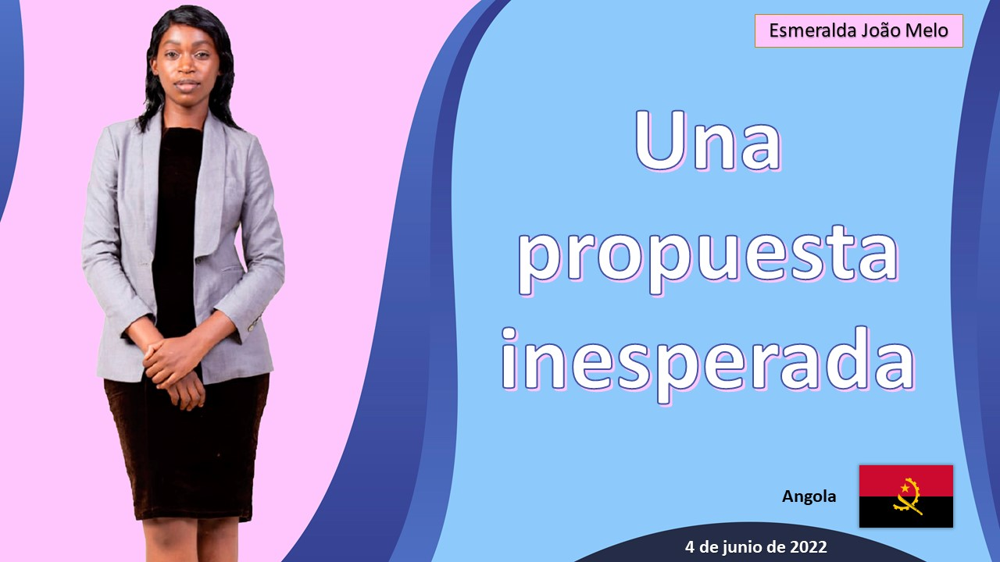 Esmeralda João Melo
Una
propuesta
inesperada
Angola
4 de junio de 2022